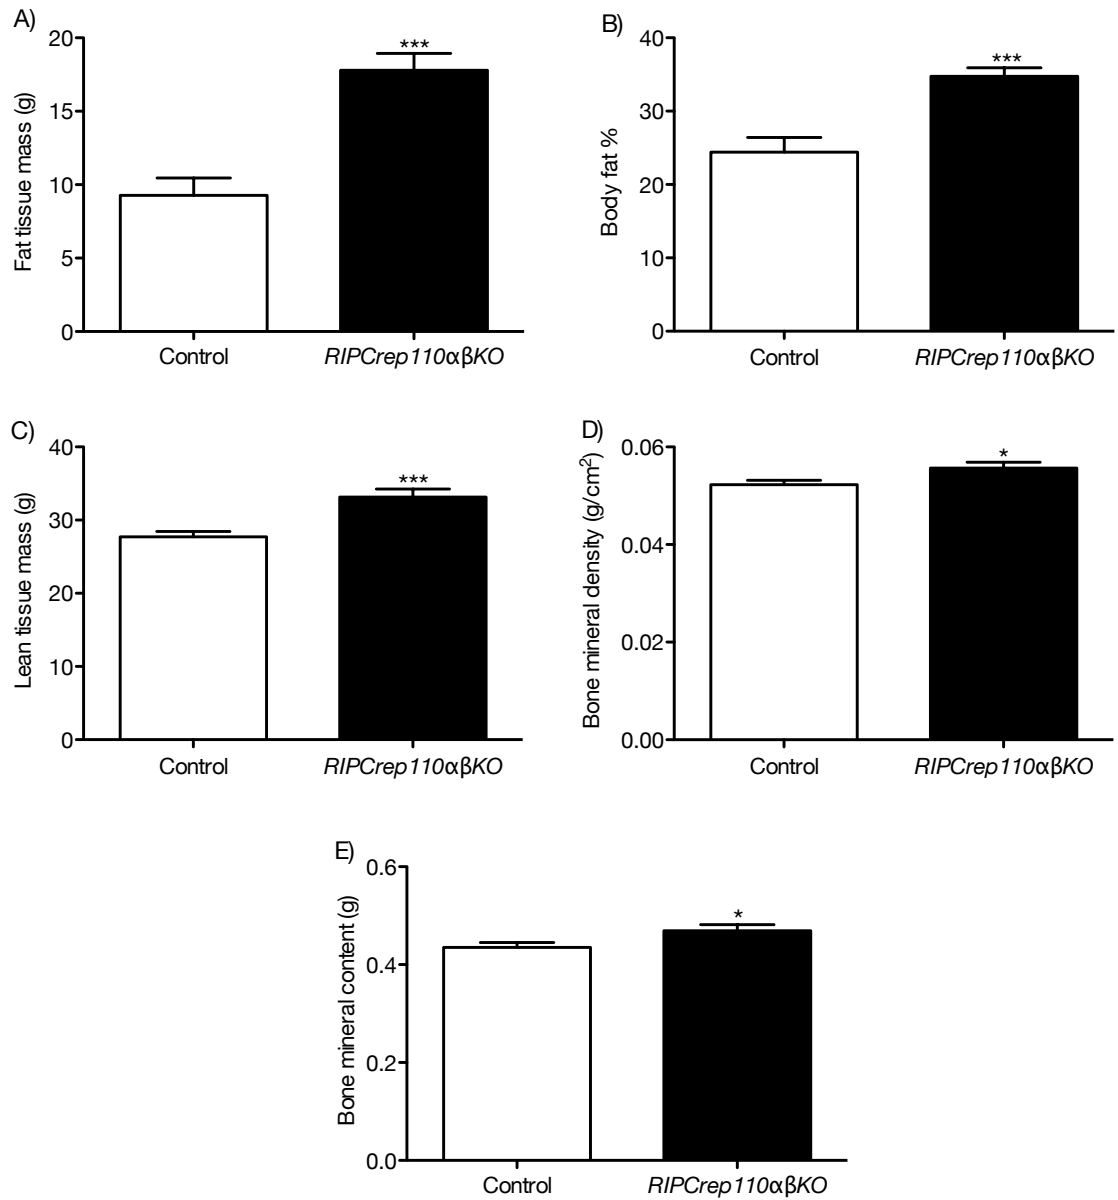 A)
Fat tissue mass (g)
20
15
10
5
0
***
Control
RIPCrep110αβKO
B)
Body fat %
40
30
20
10
0
***
Control
RIPCrep110αβKO
C)
Lean tissue mass (g)
40
30
20
10
0
***
Control
RIPCrep110αβKO
D)
Bone mineral density (g/cm²)
0.06
0.04
0.02
0.00
*
Control
RIPCrep110αβKO
E)
Bone mineral content (g)
0.6
0.4
0.2
0.0
*
Control
RIPCrep110αβKO